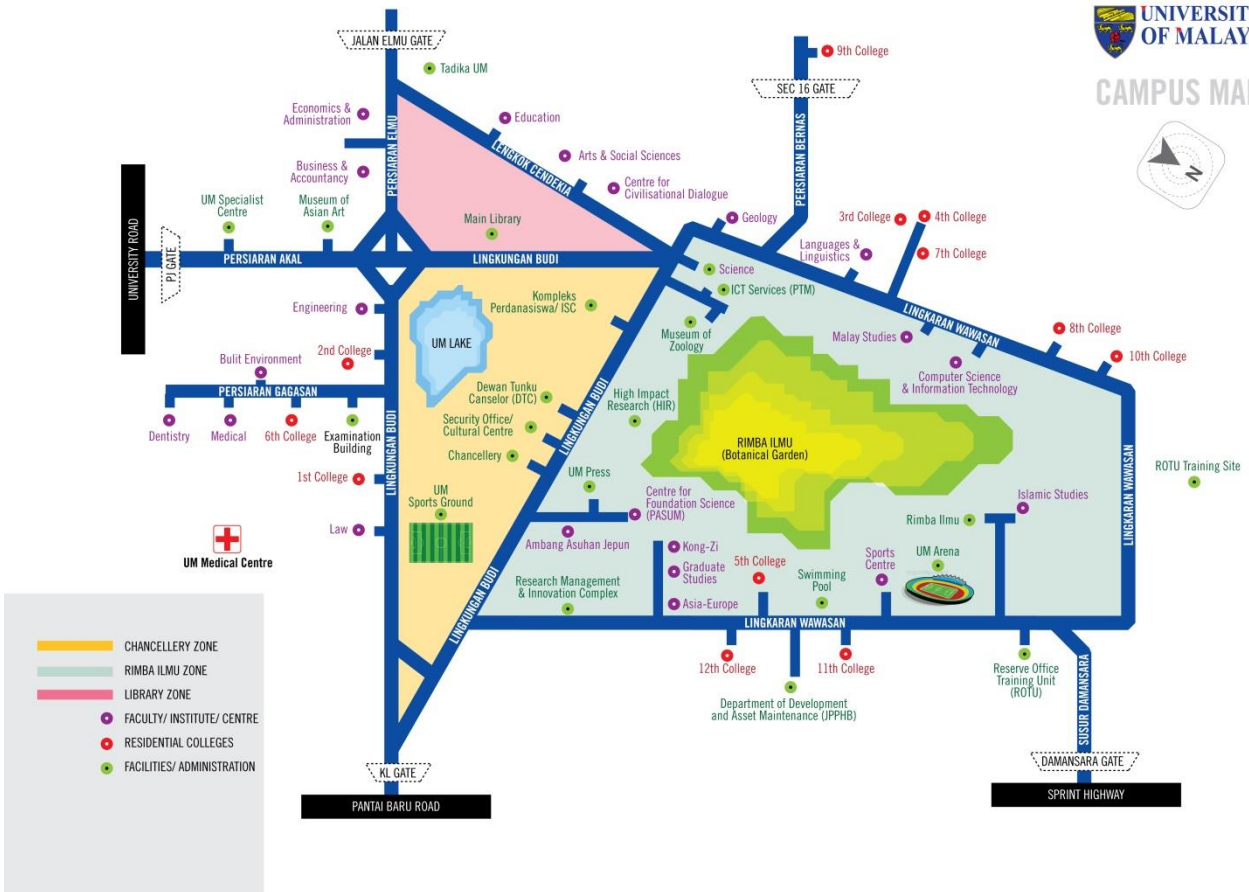 UNIVERSIT
OF MALAY
CAMPUS MA
N
JALAN ELMU GATE
Tadika UM
9th College
SEC 16 GATE
Economics &
Administration
PERSIARAN ELMU
Education
LENGKOK CENDEKIA
Arts & Social Sciences
Centre for
Civilisational Dialogue
PERSIARAN BERNAS
Business &
Accountancy
UM Specialist
Centre
Museum of
Asian Art
Main Library
Geology
3rd College
4th College
7th College
Languages &
Linguistics
UNIVERSITY ROAD
PJ GATE
PERSIARAN AKAL
LINGKUNGAN BUDI
Science
ICT Services (PTM)
LINGKARAN WAWASAN
Engineering
UM LAKE
Kompleks
Perdanasiswa/ ISC
Museum of
Zoology
Malay Studies
8th College
10th College
Computer Science
& Information Technology
2nd College
Bulit Environment
PERSIARAN GAGASAN
Dentistry
Medical
6th College
Examination
Building
LINGKUNGAN BUDI
Dewan Tunku
Canselor (DTC)
Security Office/
Cultural Centre
Chancellery
LINGKUNGAN BUDI
High Impact
Research (HIR)
RIMBA ILMU
(Botanical Garden)
LINGKARAN WAWASAN
ROTU Training Site
1st College
UM
Sports Ground
UM Press
Centre for
Foundation Science
(PASUM)
Islamic Studies
Rimba Ilmu
Law
UM Medical Centre
Ambang Asuhan Jepun
Kong-Zi
Graduate
Studies
Asia-Europe
5th College
Swimming
Pool
Sports
Centre
UM Arena
Research Management
& Innovation Complex
LINGKUNGAN BUDI
LINGKARAN WAWASAN
12th College
11th College
Department of Development
and Asset Maintenance (JPPHB)
Reserve Office
Training Unit
(ROTU)
SUSUR DAMANSARA
CHANCELLERY ZONE
RIMBA ILMU ZONE
LIBRARY ZONE
FACULTY/ INSTITUTE/ CENTRE
RESIDENTIAL COLLEGES
FACILITIES/ ADMINISTRATION
KL GATE
PANTAI BARU ROAD
DAMANSARA GATE
SPRINT HIGHWAY